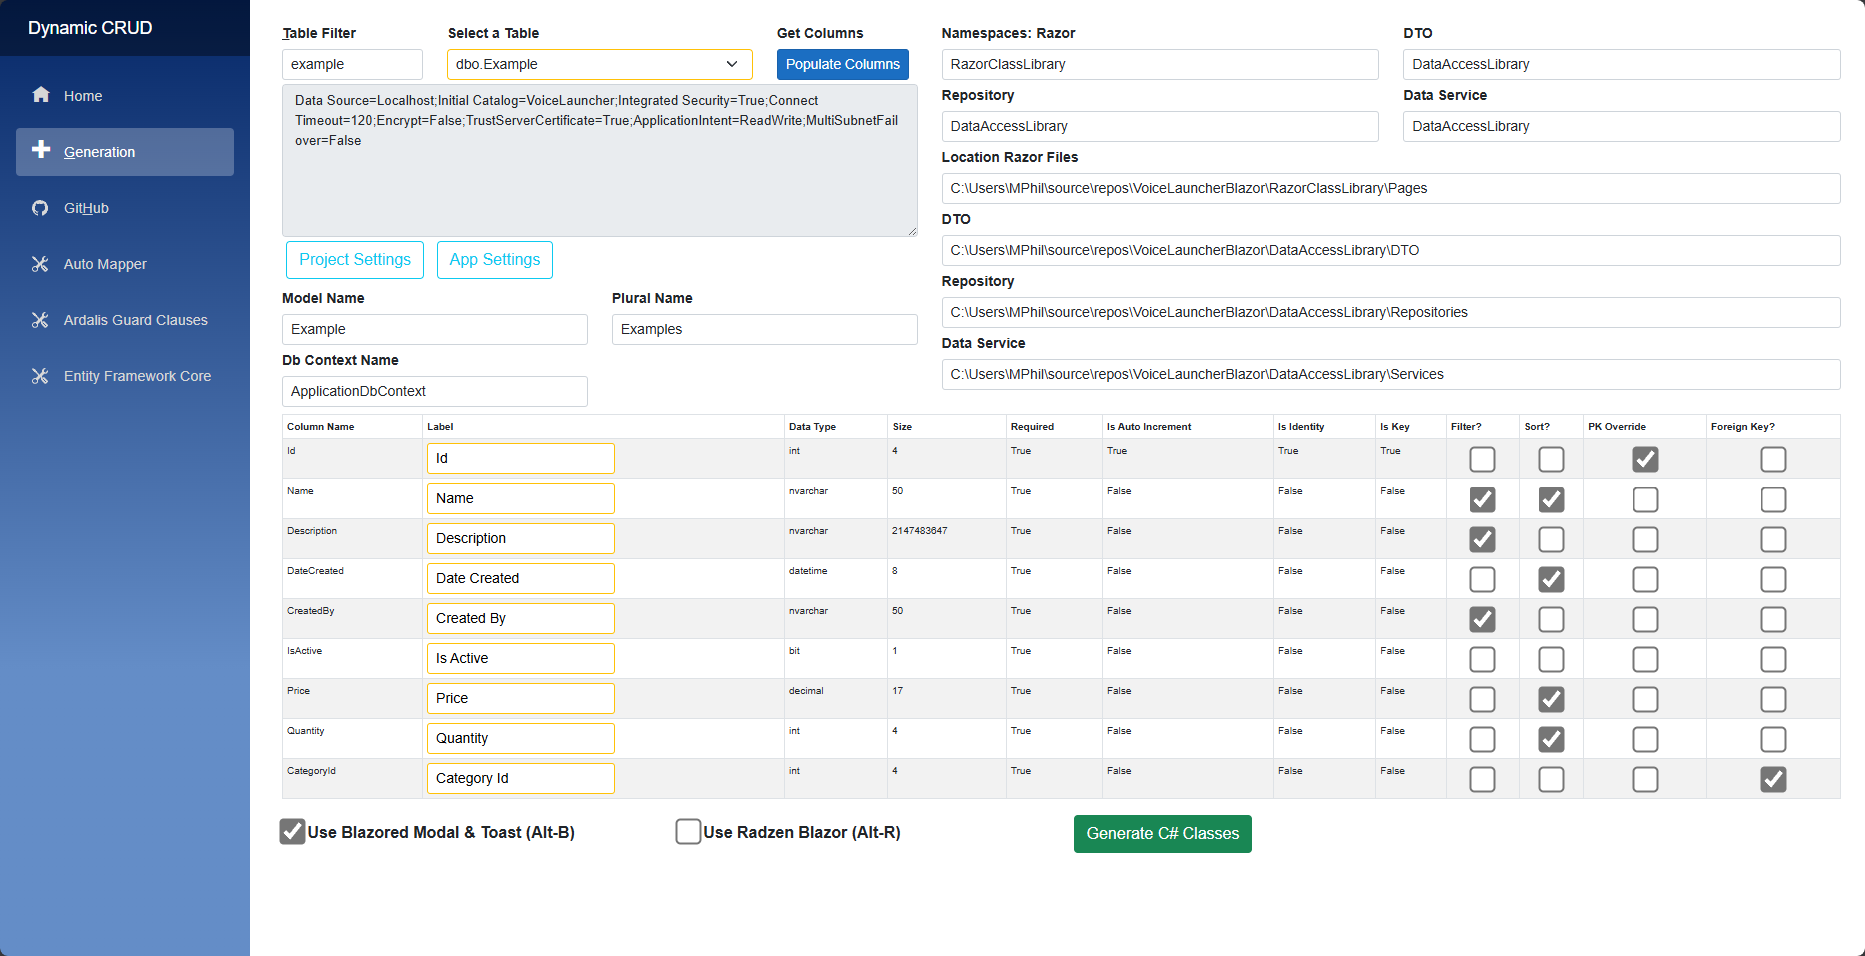 Dynamic CRUD
Home
Generation
GitHub
Auto Mapper
Ardalis Guard Clauses
Entity Framework Core
Table Filter
example
Select a Table
dbo.Example
Get Columns
Populate Columns
Data Source=Localhost;Initial Catalog=VoiceLauncher;Integrated Security=True;Connect
Timeout=120;Encrypt=False;TrustServerCertificate=True;ApplicationIntent=ReadWrite;MultiSubnetFail
over=False
Project Settings App Settings
Model Name
Example
Plural Name
Examples
Db Context Name
ApplicationDbContext
Namespaces: Razor
RazorClassLibrary
DTO
DataAccessLibrary
Repository
DataAccessLibrary
Data Service
DataAccessLibrary
Location Razor Files
C:\Users\MPhil\source\repos\VoiceLauncherBlazor\RazorClassLibrary\Pages
DTO
C:\Users\MPhil\source\repos\VoiceLauncherBlazor\DataAccessLibrary\DTO
Repository
C:\Users\MPhil\source\repos\VoiceLauncherBlazor\DataAccessLibrary\Repositories
Data Service
C:\Users\MPhil\source\repos\VoiceLauncherBlazor\DataAccessLibrary\Services
Column Name Label Data Type Size Required Is Auto Increment Is Identity Is Key Filter? Sort? PK Override Foreign Key?
Id Id int 4 True True True True
Name Name nvarchar 50 True False False False
Description Description nvarchar 2147483647 True False False False
DateCreated Date Created datetime 8 True False False False
CreatedBy Created By nvarchar 50 True False False False
IsActive Is Active bit 1 True False False False
Price Price decimal 17 True False False False
Quantity Quantity int 4 True False False False
CategoryId Category Id int 4 True False False False
Use Blazored Modal & Toast (Alt-B) Use Radzen Blazor (Alt-R) Generate C# Classes